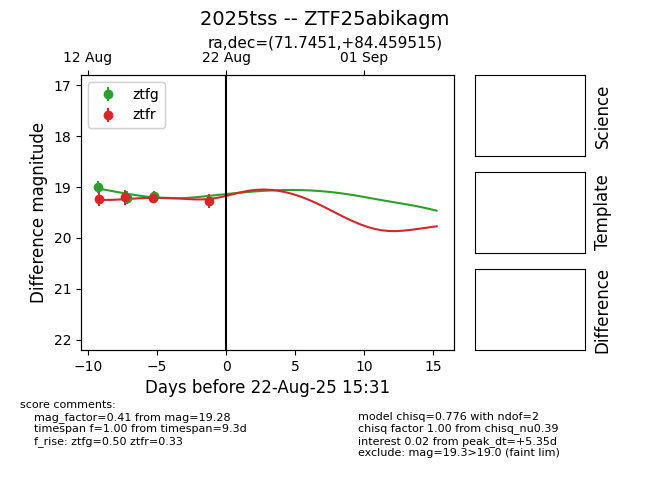 2025tss -- ZTF25abikagm
ra,dec=(71.7451,+84.459515)
12 Aug 22 Aug 01 Sep
ztfg
ztfr
17
18
19
20
21
22
Difference magnitude
−10 −5 0 5 10 15
Days before 22-Aug-25 15:31
Science
Template
Difference
score comments:
mag_factor=0.41 from mag=19.28
timespan f=1.00 from timespan=9.3d
f_rise: ztfg=0.50 ztfr=0.33
model chisq=0.776 with ndof=2
chisq factor 1.00 from chisq_nu0.39
interest 0.02 from peak_dt=+5.35d
exclude: mag=19.3>19.0 (faint lim)